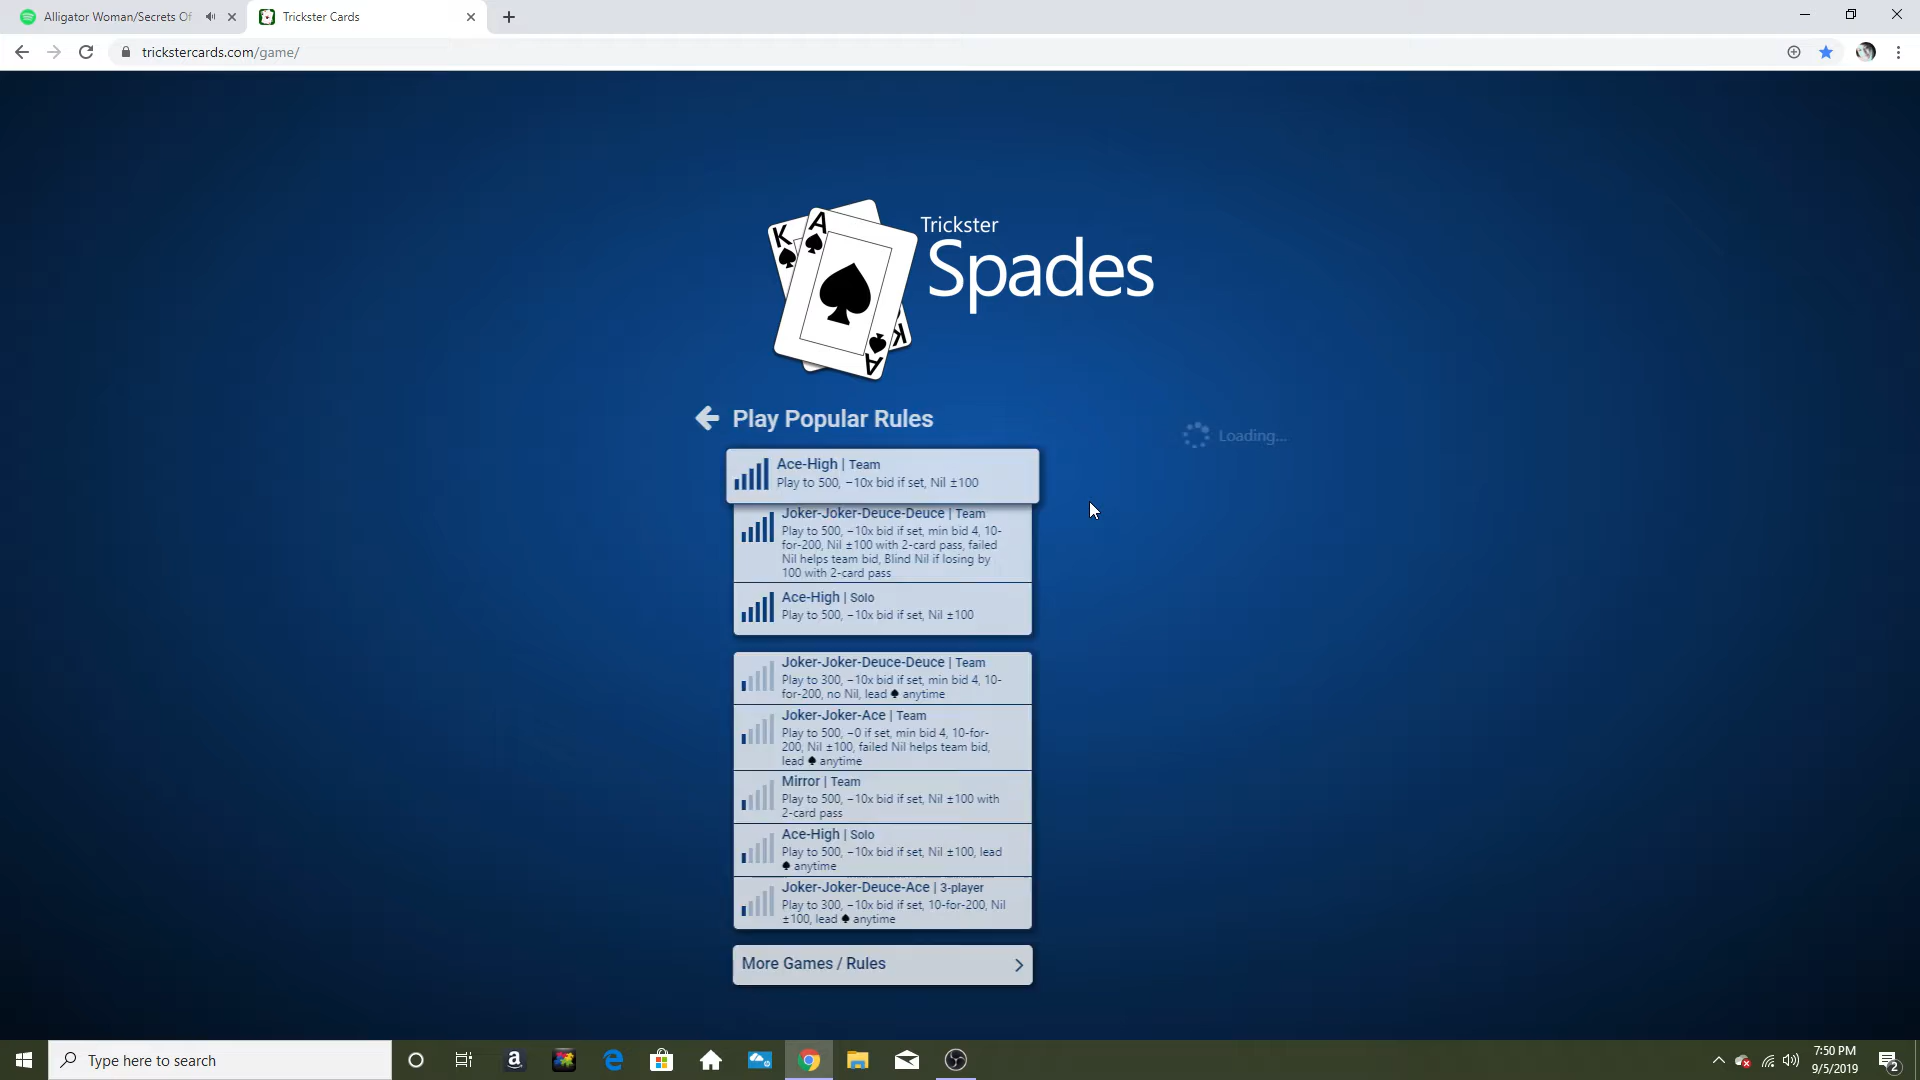 Alligator Woman/Secrets Of
Trickster Cards
trickstercards.com/game/
K
A
K
A
Trickster
Spades
Play Popular Rules
Loading...
Ace-High | Team
Play to 500, −10x bid if set, Nil ±100
Joker-Joker-Deuce-Deuce | Team
Play to 500, −10x bid if set, min bid 4, 10-
for-200, Nil ±100 with 2-card pass, failed
Nil helps team bid, Blind Nil if losing by
100 with 2-card pass
Ace-High | Solo
Play to 500, −10x bid if set, Nil ±100
Joker-Joker-Deuce-Deuce | Team
Play to 300, −10x bid if set, min bid 4, 10-
for-200, no Nil, lead ♠ anytime
Joker-Joker-Ace | Team
Play to 500, −0 if set, min bid 4, 10-for-
200, Nil ±100, failed Nil helps team bid,
lead ♠ anytime
Mirror | Team
Play to 500, −10x bid if set, Nil ±100 with
2-card pass
Ace-High | Solo
Play to 500, −10x bid if set, Nil ±100, lead
♠ anytime
Joker-Joker-Deuce-Ace | 3-player
Play to 300, −10x bid if set, 10-for-200, Nil
±100, lead ♠ anytime
More Games / Rules
Type here to search
7:50 PM
9/5/2019
2